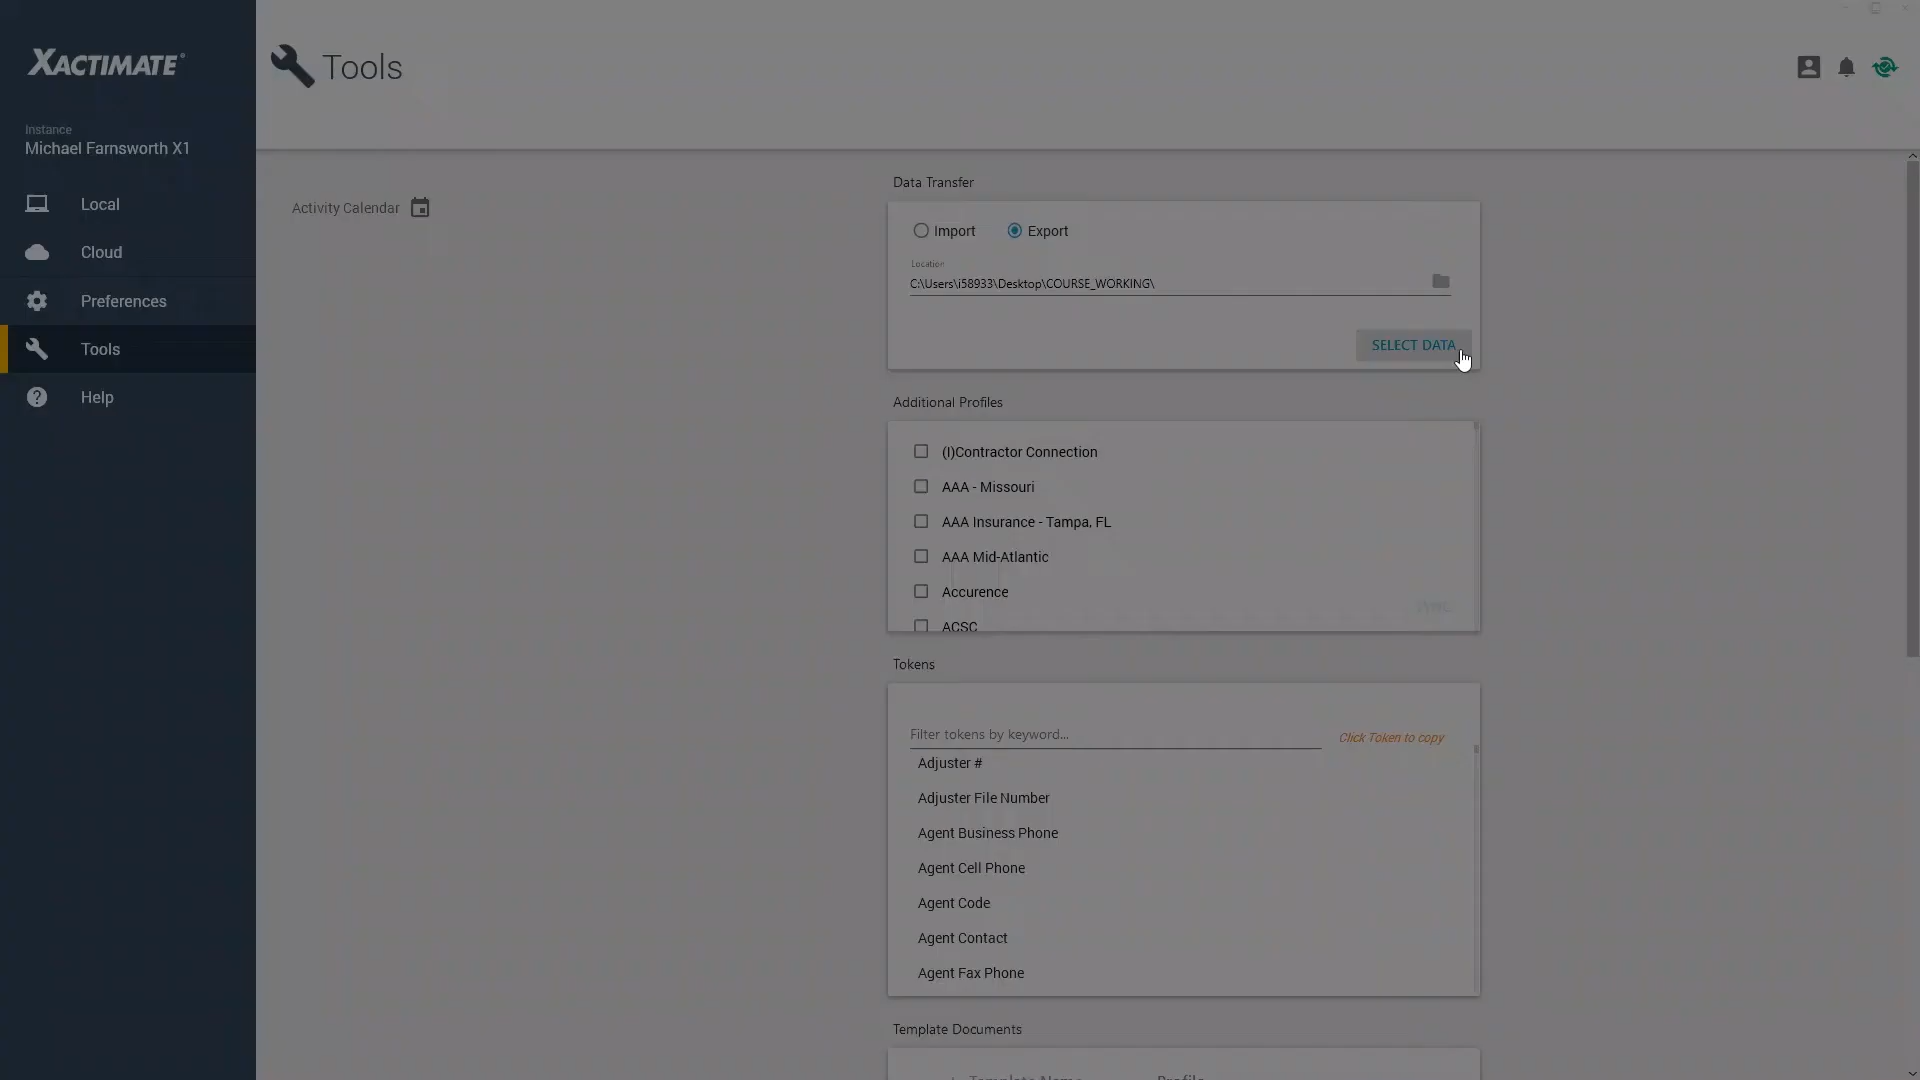 XACTIMATE®
Tools
Instance
Michael Farnsworth X1
Local
Cloud
Preferences
Tools
Help
Activity Calendar
Data Transfer
Import
Export
Location
C:\Users\i58933\Desktop\COURSE_WORKING\
SELECT DATA
Additional Profiles
(I)Contractor Connection
AAA - Missouri
AAA Insurance - Tampa, FL
AAA Mid-Atlantic
Accurence
ACSC
Tokens
Filter tokens by keyword...
Click Token to copy
Adjuster #
Adjuster File Number
Agent Business Phone
Agent Cell Phone
Agent Code
Agent Contact
Agent Fax Phone
Template Documents
Template Name
Profile